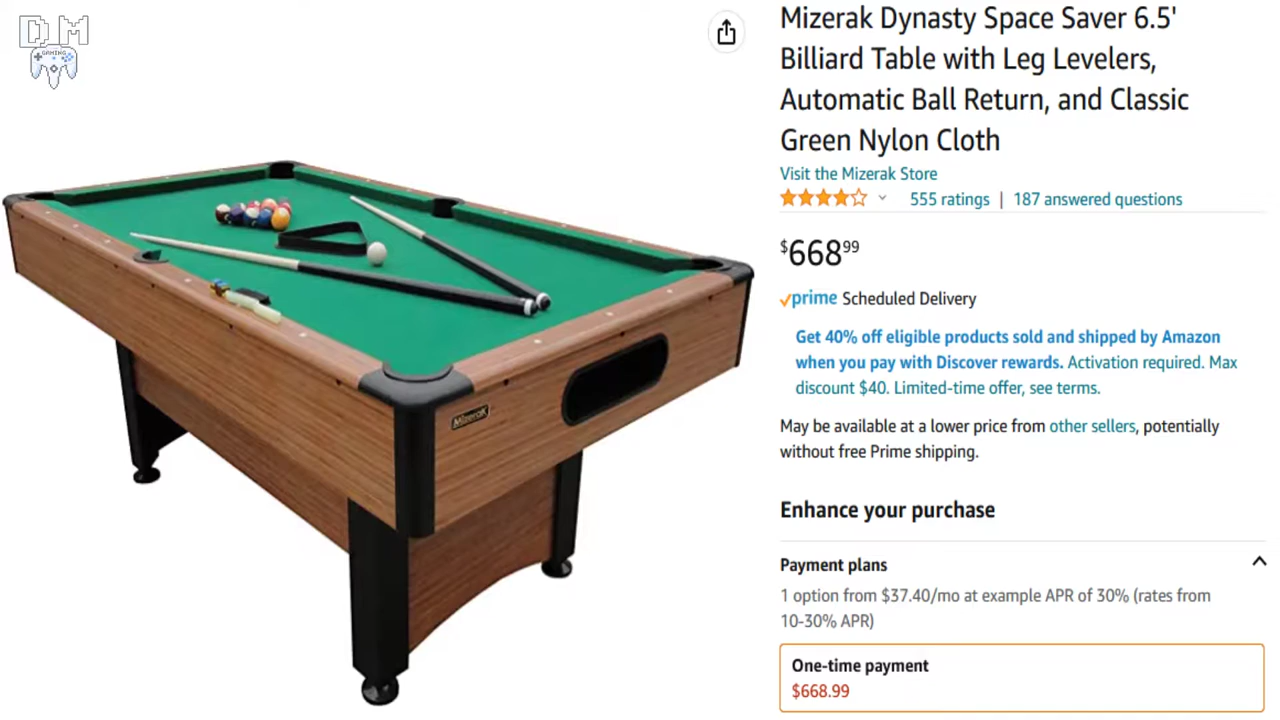 D,M
GAMING
Mizerak Dynasty Space Saver 6.5'
Billiard Table with Leg Levelers,
Automatic Ball Return, and Classic
Green Nylon Cloth
Visit the Mizerak Store
555 ratings | 187 answered questions
$668.99
prime Scheduled Delivery
Get 40% off eligible products sold and shipped by Amazon
when you pay with Discover rewards. Activation required. Max
discount $40. Limited-time offer, see terms.
May be available at a lower price from other sellers, potentially
without free Prime shipping.
Enhance your purchase
Payment plans
1 option from $37.40/mo at example APR of 30% (rates from
10-30% APR)
One-time payment
$668.99
Mizerak